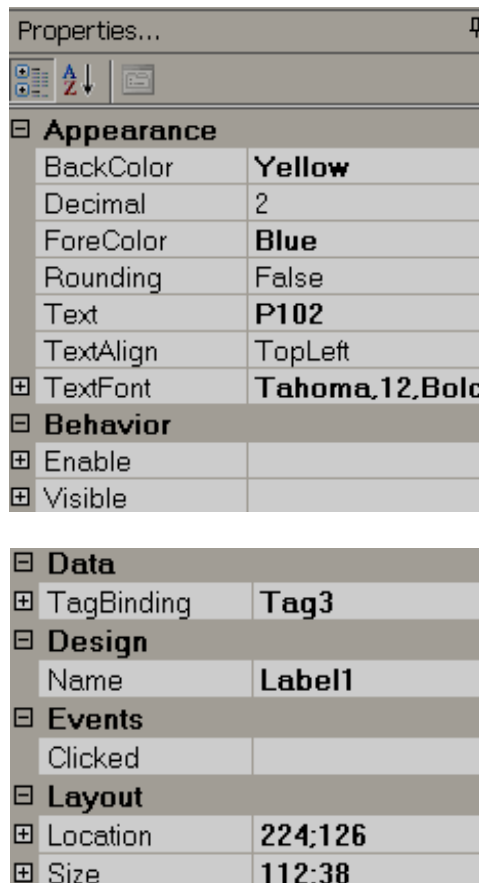 Properties...
Appearance
BackColor Yellow
Decimal 2
ForeColor Blue
Rounding False
Text P102
TextAlign TopLeft
TextFont Tahoma,12,Bold
Behavior
Enable
Visible
Data
TagBinding Tag3
Design
Name Label1
Events
Clicked
Layout
Location 224;126
Size 112;38